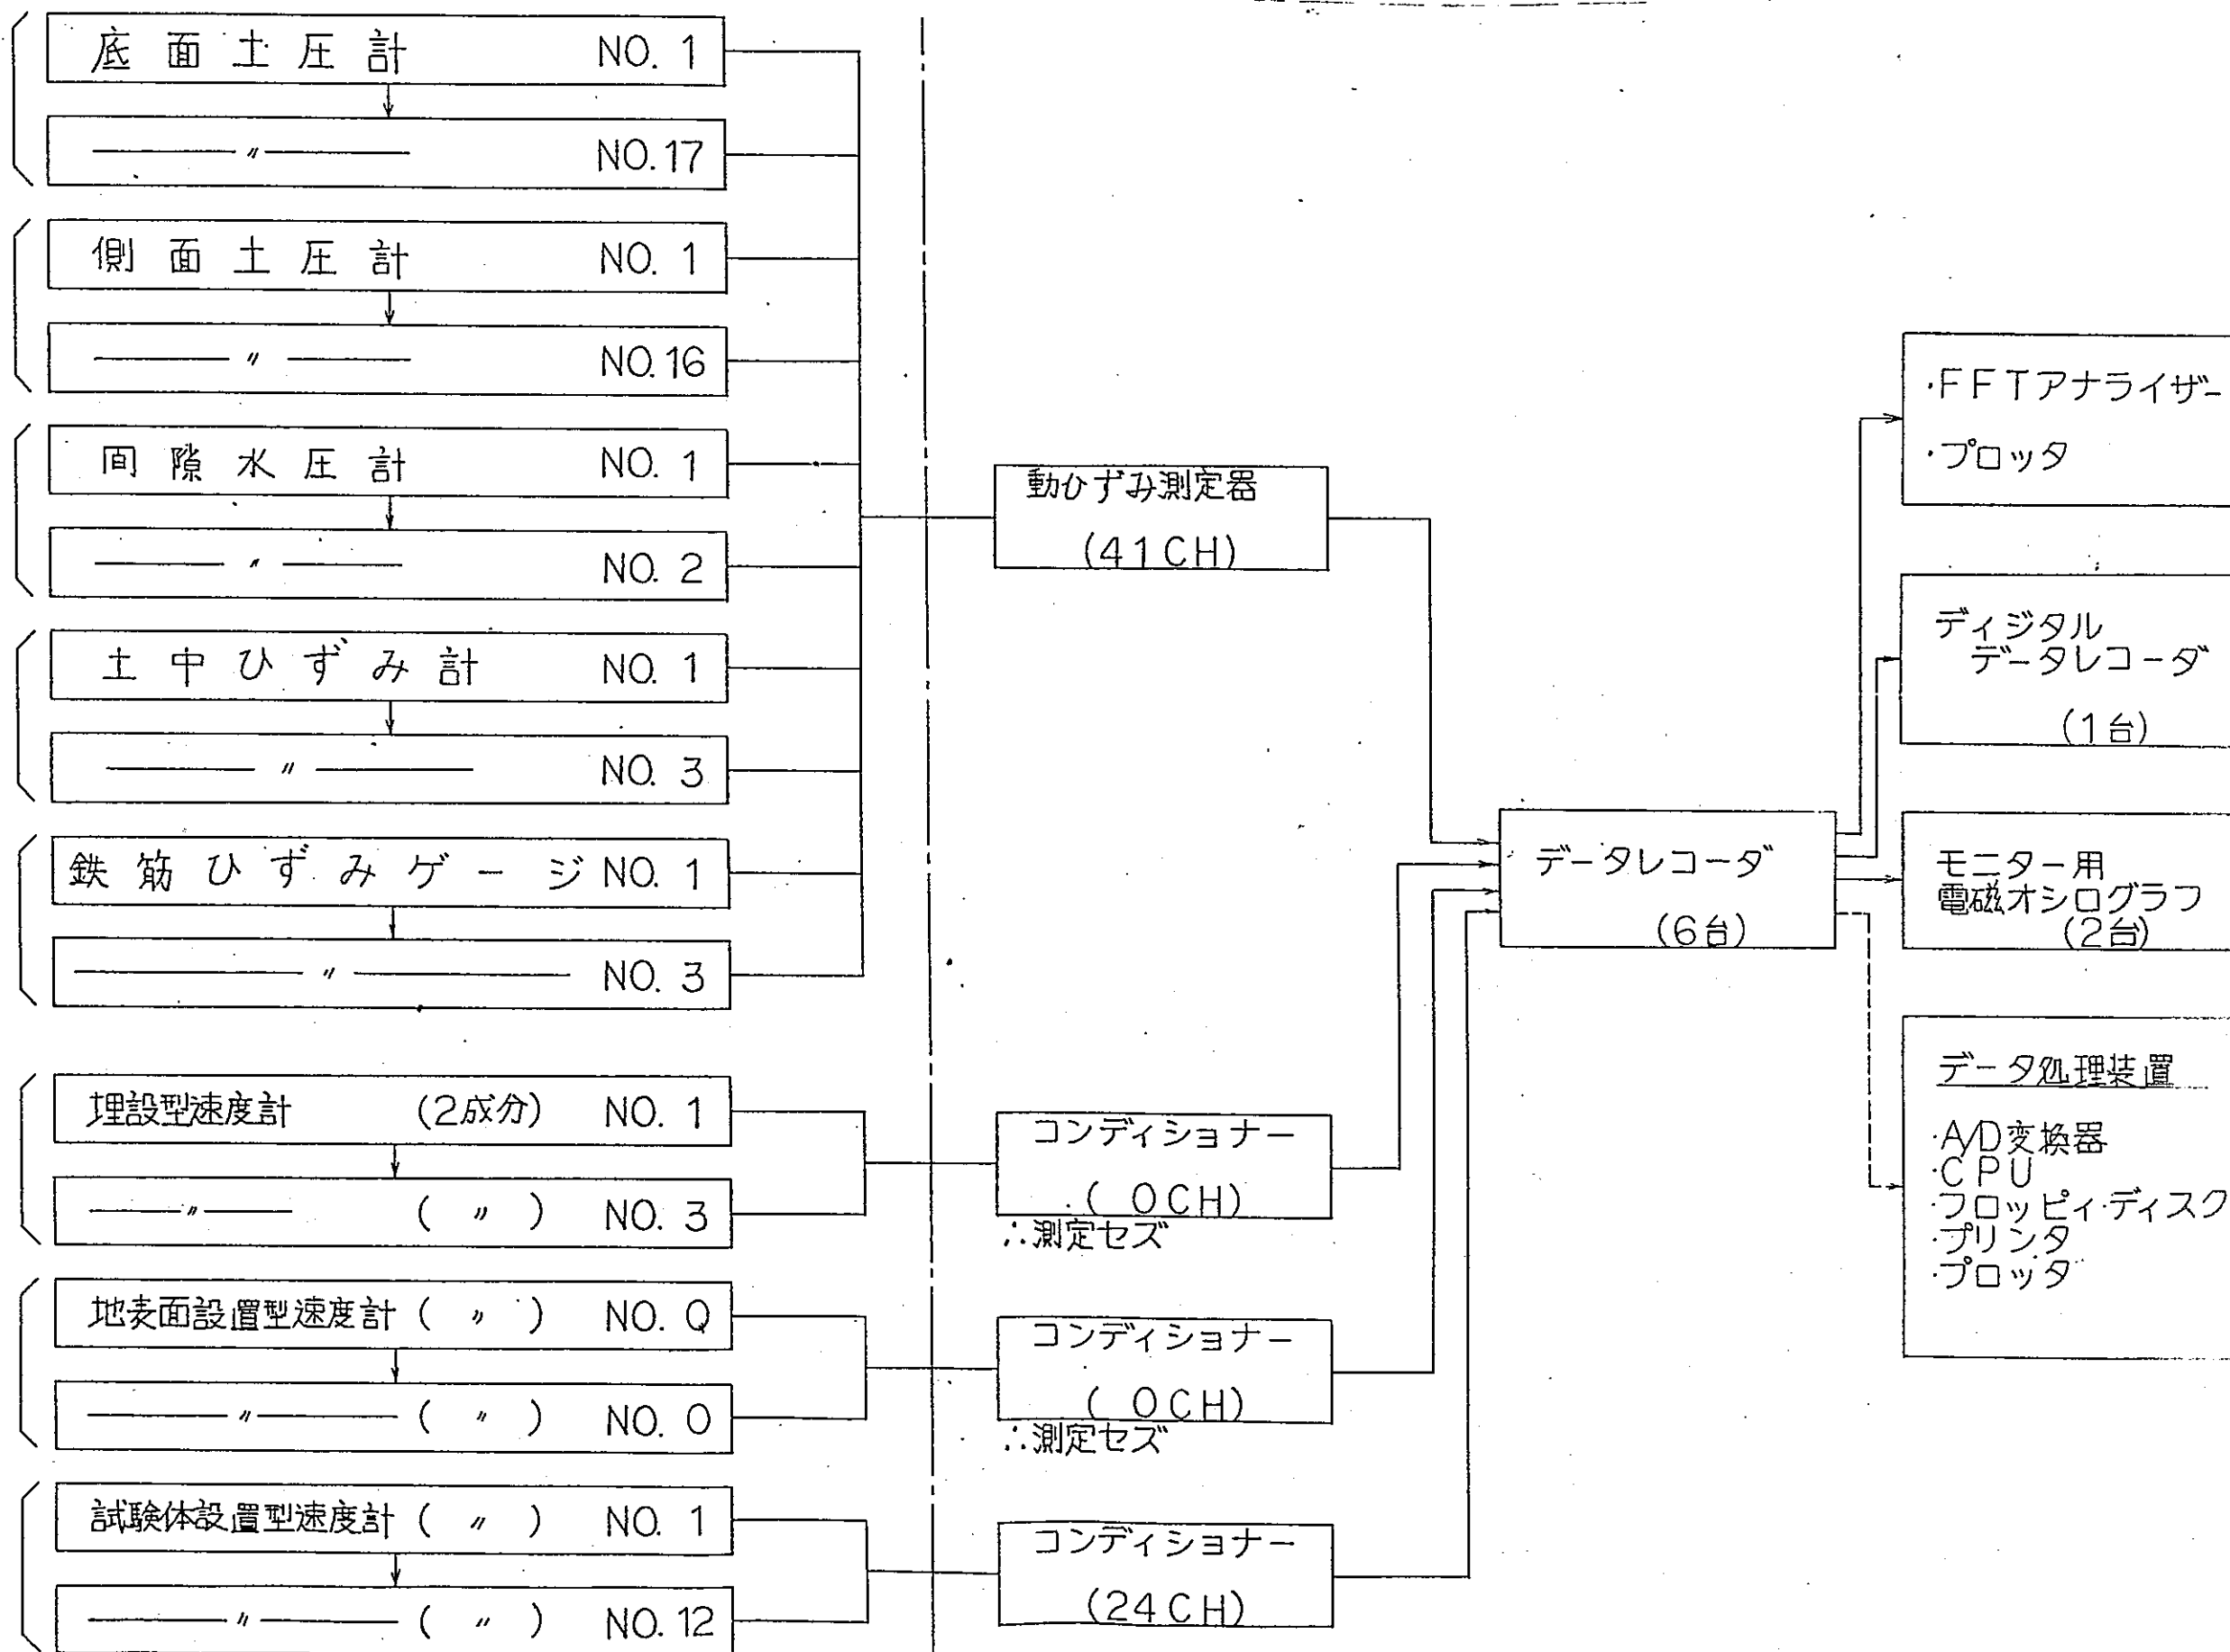 底面土圧計 NO. 1
〃 NO. 17
側面土圧計 NO. 1
〃 NO. 16
間隙水圧計 NO. 1
〃 NO. 2
土中ひずみ計 NO. 1
〃 NO. 3
鉄筋ひずみゲージ NO. 1
〃 NO. 3
埋設型速度計 (2成分) NO. 1
〃 ( 〃 ) NO. 3
地表面設置型速度計 ( 〃 ) NO. 0
〃 ( 〃 ) NO. 0
試験体設置型速度計 ( 〃 ) NO. 1
〃 ( 〃 ) NO. 12
動ひずみ測定器
(41CH)
コンディショナー
( 0CH)
∴測定セズ
コンディショナー
( 0CH)
∴測定セズ
コンディショナー
(24CH)
データレコーダ
(6台)
・FFTアナライザー
・プロッタ
ディジタル
データレコーダ
(1台)
モニター用
電磁オシログラフ
(2台)
データ処理装置
・A/D変換器
・CPU
・フロッピィ・ディスク
・プリンタ
・プロッタ